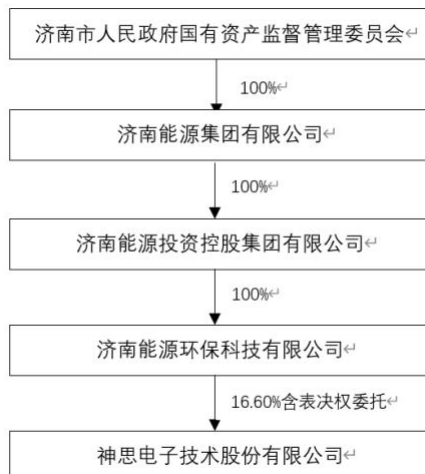 济南市人民政府国有资产监督管理委员会
100%
济南能源集团有限公司
100%
济南能源投资控股集团有限公司
100%
济南能源环保科技有限公司
16.60%含表决权委托
神思电子技术股份有限公司